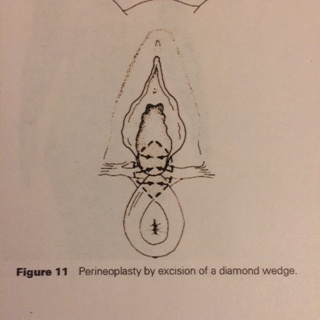 Figure 11 Perineoplasty by excision of a diamond wedge.